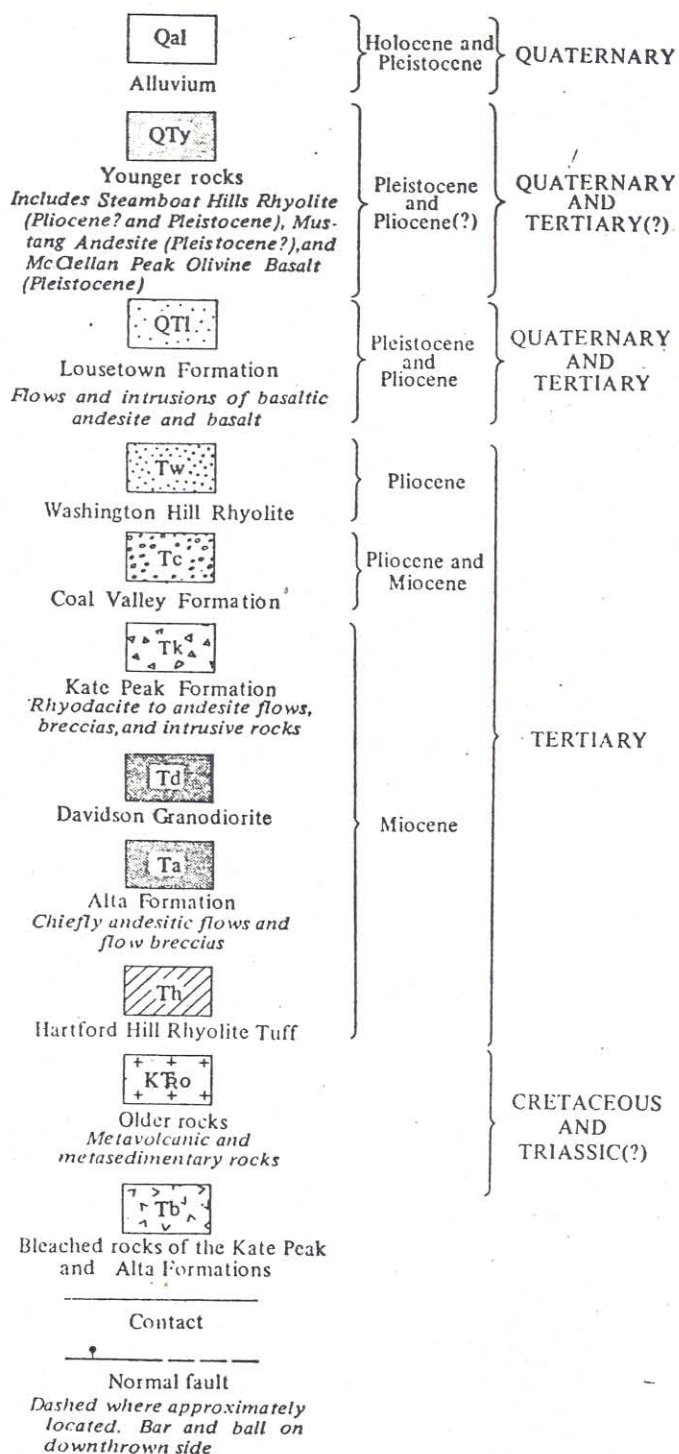 Qal
Alluvium
Holocene and
Pleistocene
QUATERNARY
QTy
Younger rocks
Includes Steamboat Hills Rhyolite
(Pliocene? and Pleistocene), Mus-
tang Andesite (Pleistocene?),and
McClellan Peak Olivine Basalt
(Pleistocene)
Pleistocene
and
Pliocene(?)
QUATERNARY
AND
TERTIARY(?)
QTl
Lousetown Formation
Flows and intrusions of basaltic
andesite and basalt
Pleistocene
and
Pliocene
QUATERNARY
AND
TERTIARY
Tw
Washington Hill Rhyolite
Pliocene
Tc
Coal Valley Formation
Pliocene and
Miocene
Tk
Kate Peak Formation
Rhyodacite to andesite flows,
breccias,and intrusive rocks
Td
Davidson Granodiorite
Ta
Alta Formation
Chiefly andesitic flows and
flow breccias
Th
Hartford Hill Rhyolite Tuff
Miocene
TERTIARY
KTRo
Older rocks
Metavolcanic and
metasedimentary rocks
CRETACEOUS
AND
TRIASSIC(?)
Tb
Bleached rocks of the Kate Peak
and Alta Formations
Contact
Normal fault
Dashed where approximately
located. Bar and ball on
downthrown side